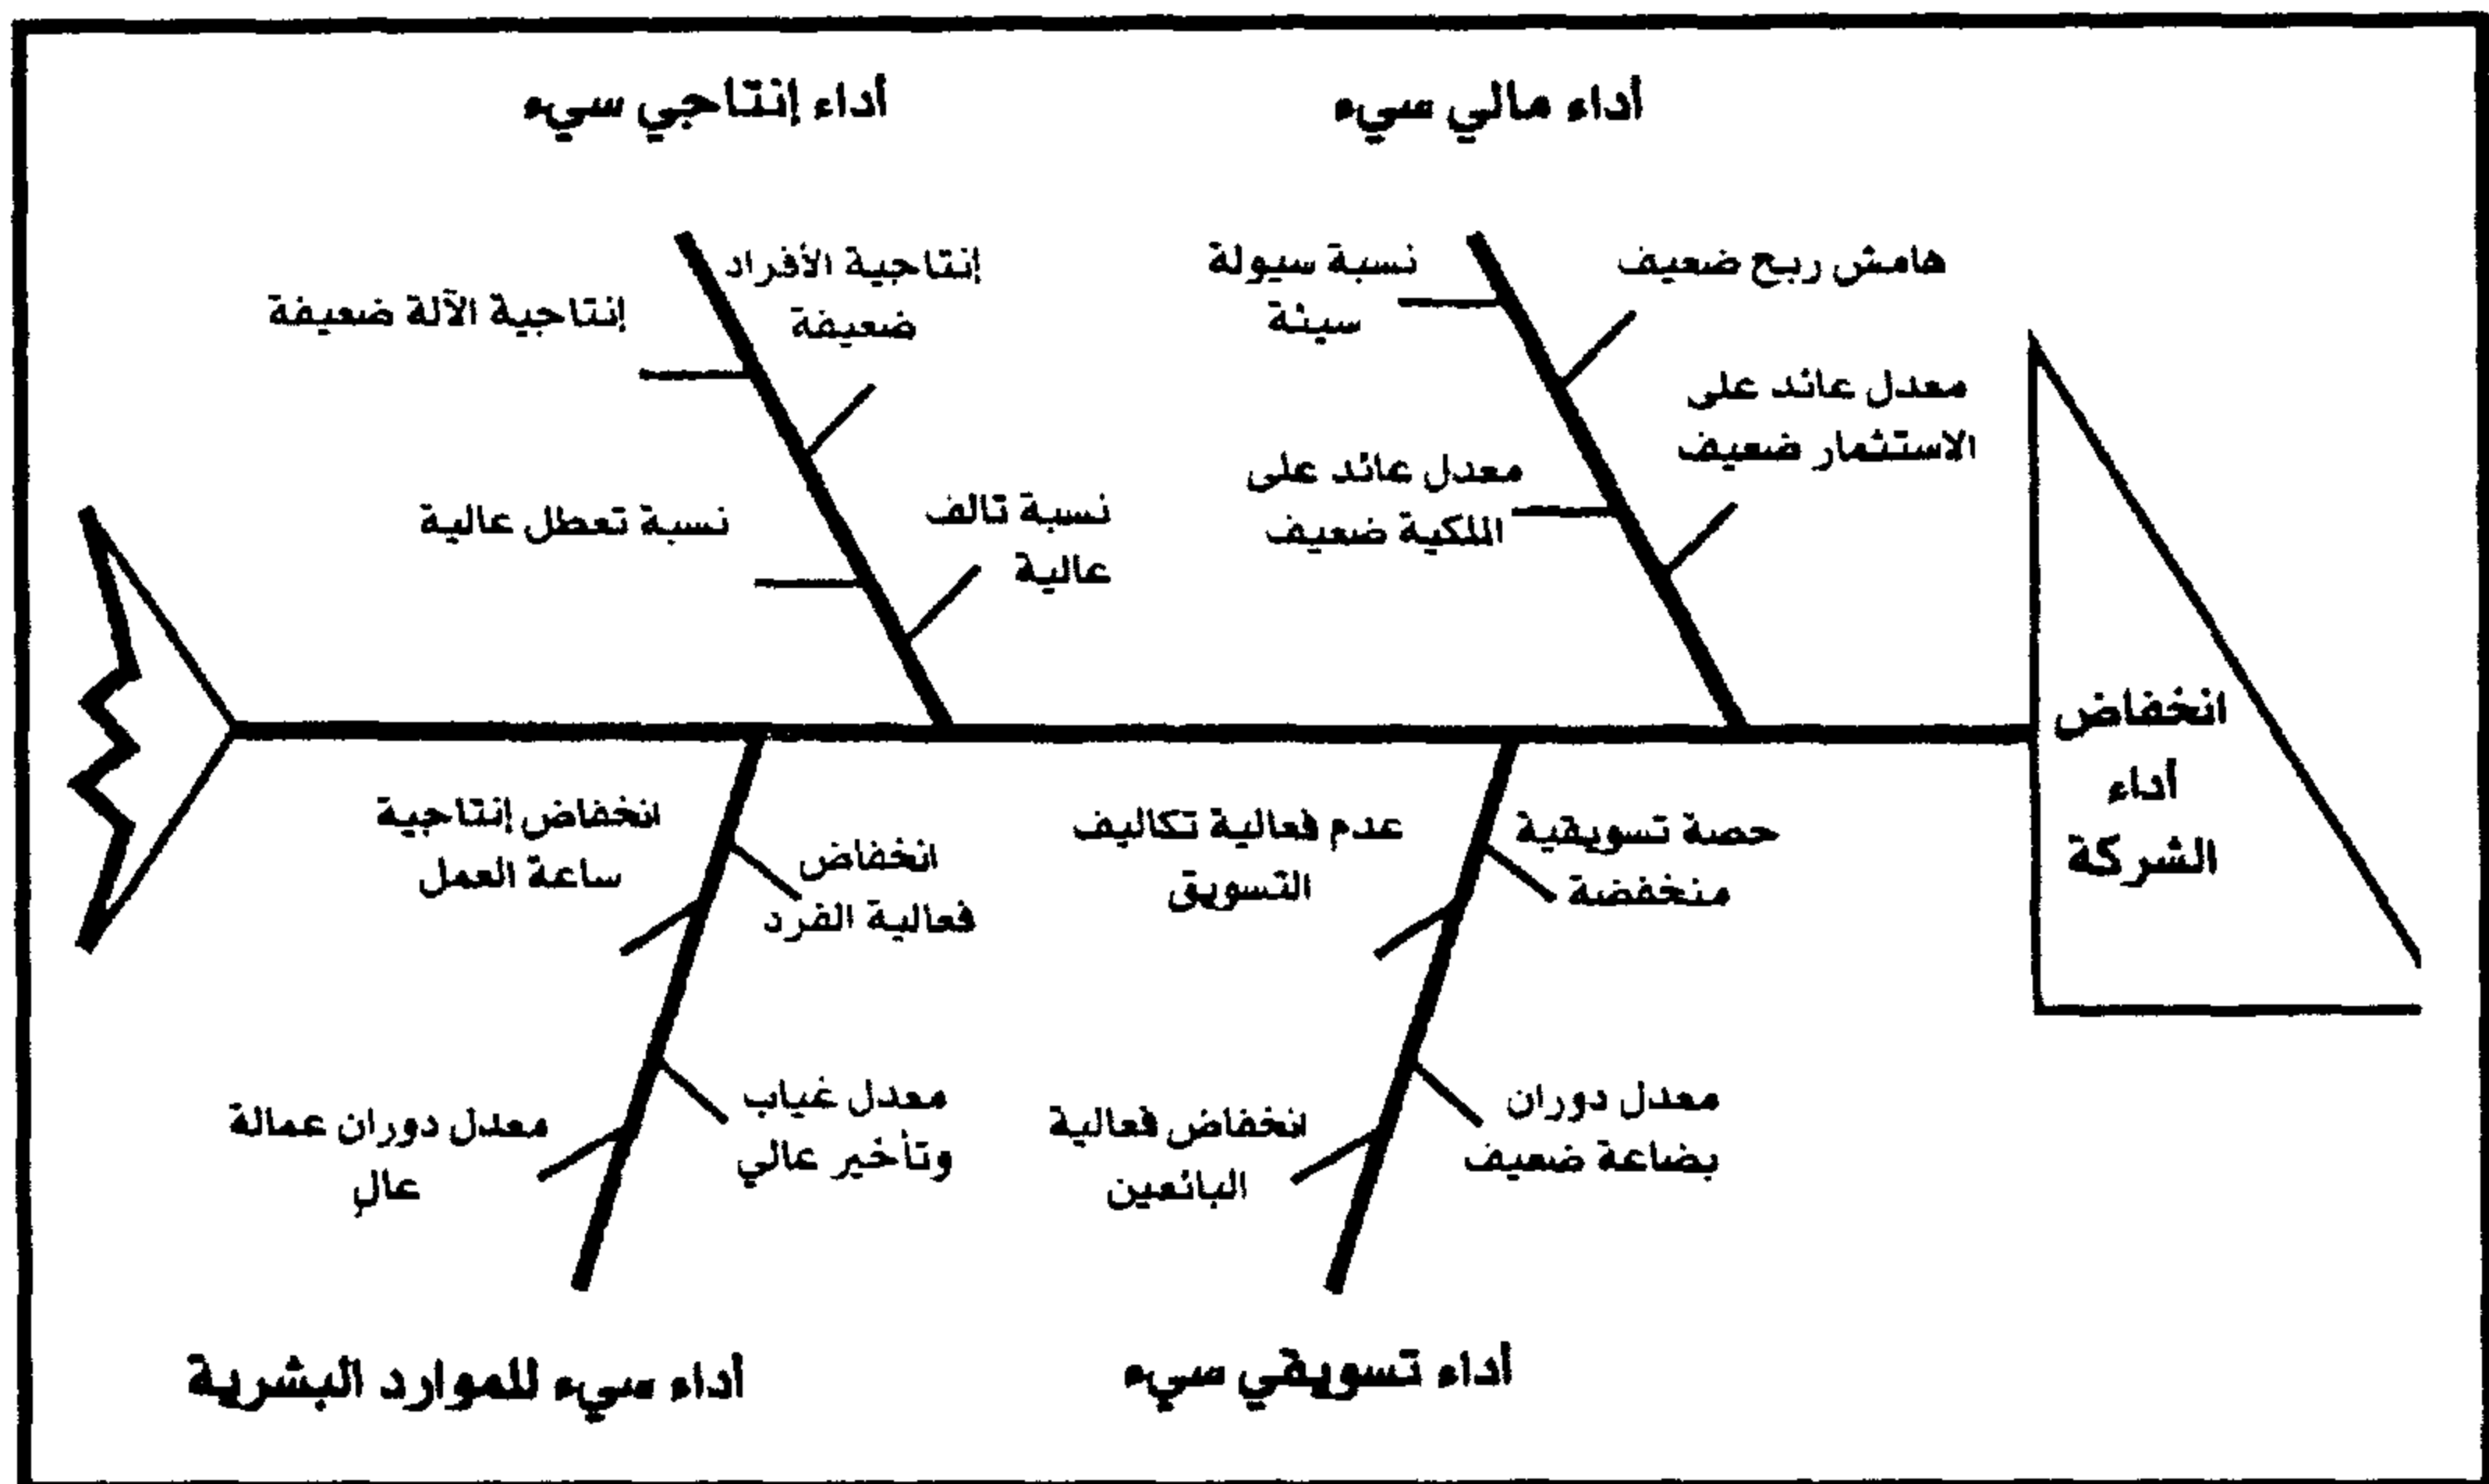 أداء مالي سيء
أداء إنتاجي سيء
هامش ربح ضعيف
نسبة سيولة
سيئة
معدل عائد على
الاستثمار ضعيف
معدل عائد على
الملكية ضعيف
إنتاجية الأفراد
ضعيفة
إنتاجية الآلة ضعيفة
نسبة تالف
عالية
نسبة تعطل عالية
انخفاض
أداء
الشركة
حصة تسويقية
منخفضة
عدم فعالية تكاليف
التسويق
معدل دوران
بضاعة ضعيف
انخفاض فعالية
البائعين
انخفاض
فعالية الفرد
انخفاض إنتاجية
ساعة العمل
معدل غياب
وتأخير عالي
معدل دوران عمالة
عالٍ
أداء تسويقي سيء
أداء سيء للموارد البشرية